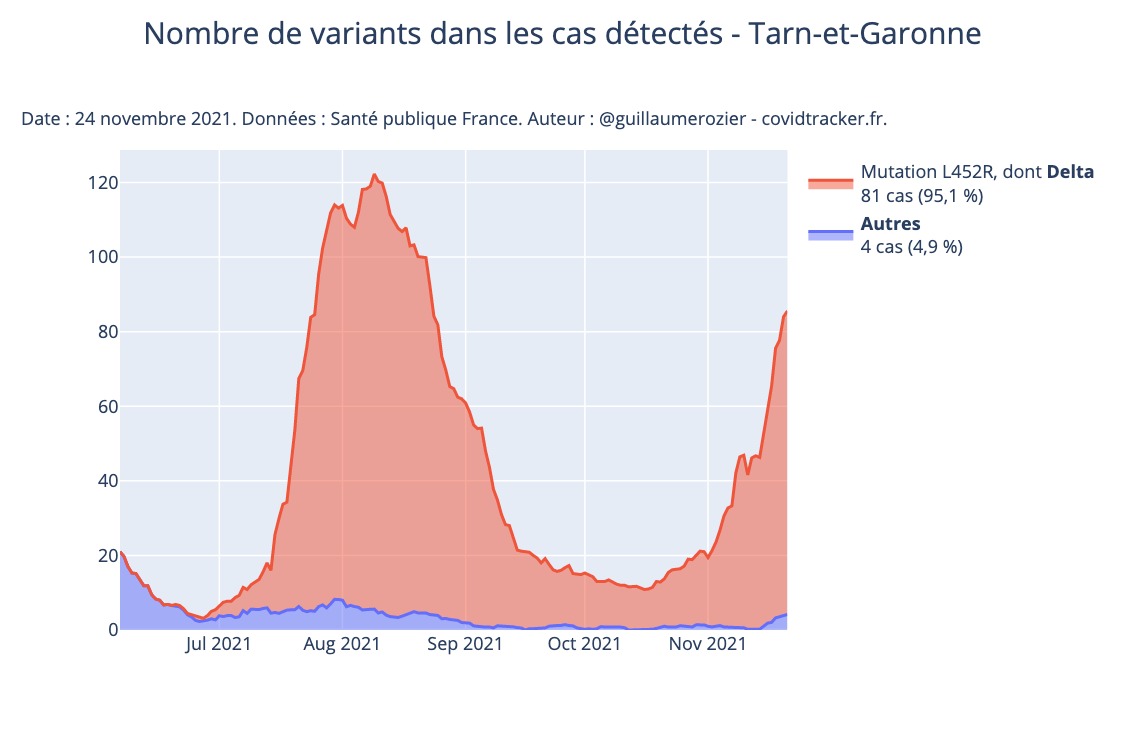 Nombre de variants dans les cas détectés - Tarn-et-Garonne
Date : 24 novembre 2021. Données : Santé publique France. Auteur : @guillaumerozier - covidtracker.fr.
Mutation L452R, dont Delta
81 cas (95,1 %)
Autres
4 cas (4,9 %)
120
100
80
60
40
20
0
Jul 2021 Aug 2021 Sep 2021 Oct 2021 Nov 2021